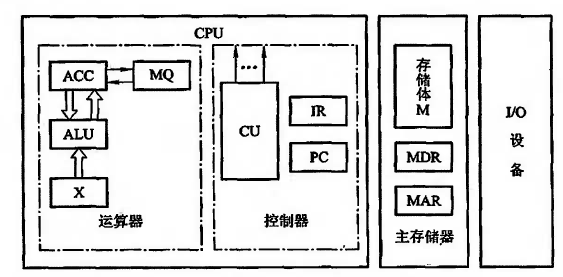 CPU
ACC
MQ
ALU
X
运算器
...
CU
IR
PC
控制器
存
储
体
M
MDR
MAR
主存储器
I/O
设
备